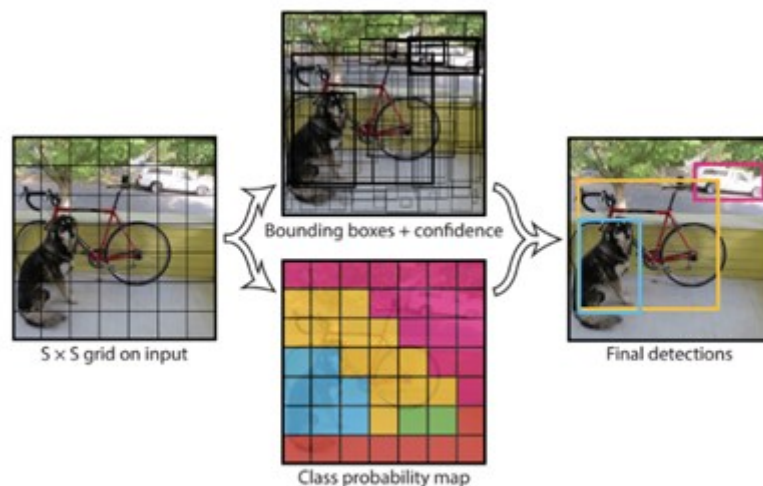 Bounding boxes + confidence
S × S grid on input
Final detections
Class probability map